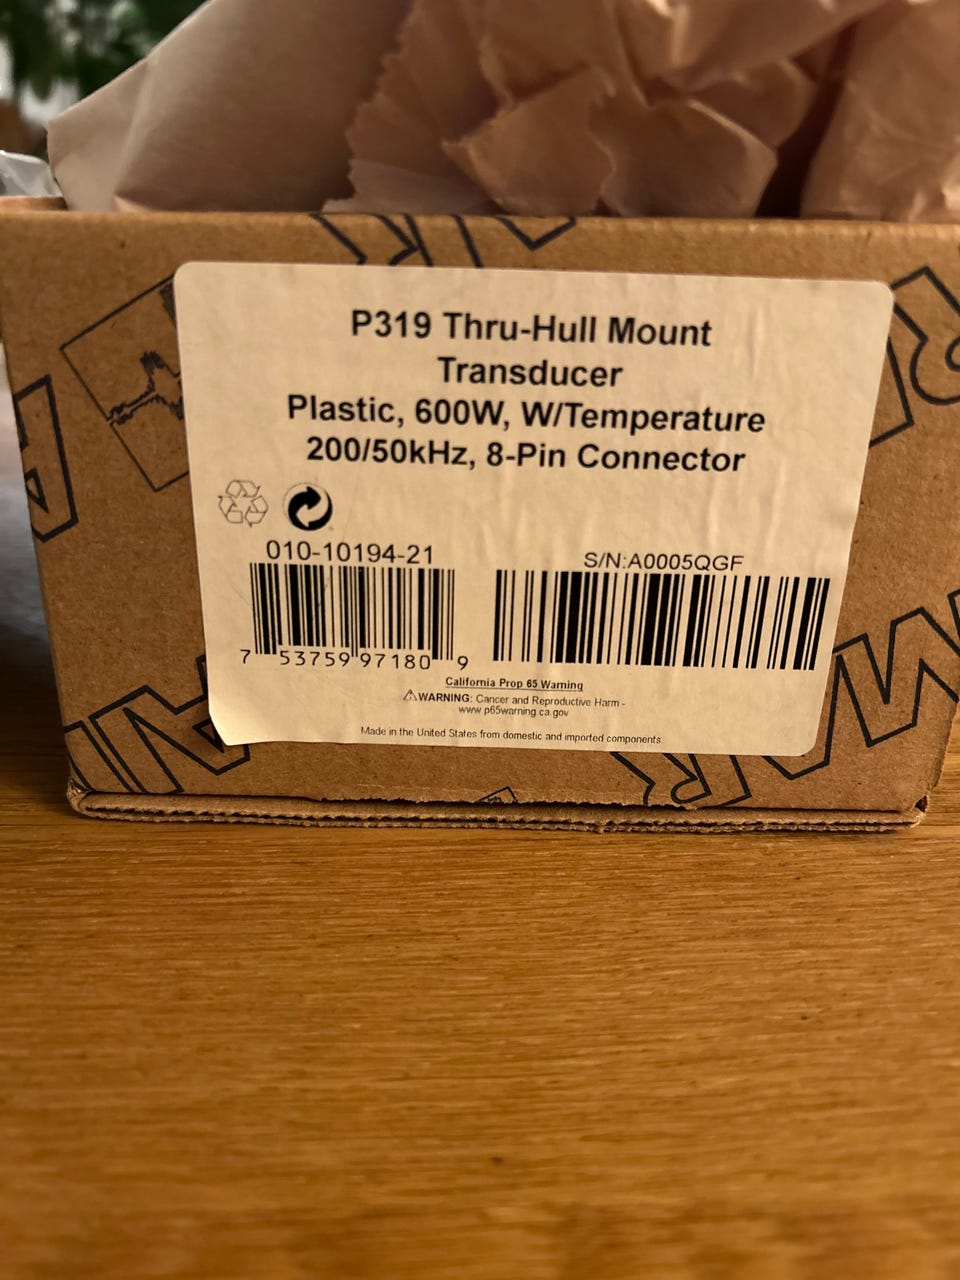 P319 Thru-Hull Mount
Transducer
Plastic, 600W, W/Temperature
200/50kHz, 8-Pin Connector
010-10194-21
S/N:A0005QGF
7 53759 97180 9
California Prop 65 Warning
⚠WARNING: Cancer and Reproductive Harm -
www.p65warning.ca.gov
Made in the United States from domestic and imported components